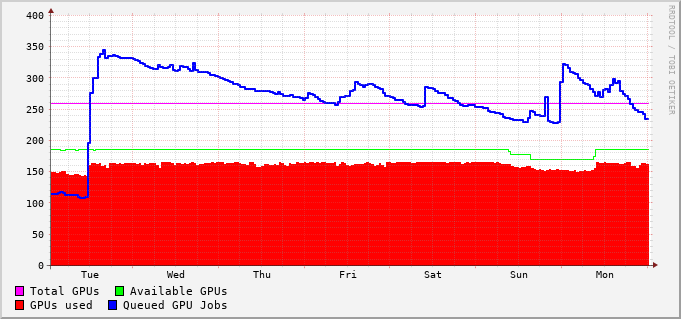 400
350
300
250
200
150
100
50
0
Tue Wed Thu Fri Sat Sun Mon
Total GPUs Available GPUs
GPUs used Queued GPU Jobs
RRDTOOL / TOBI OETIKER